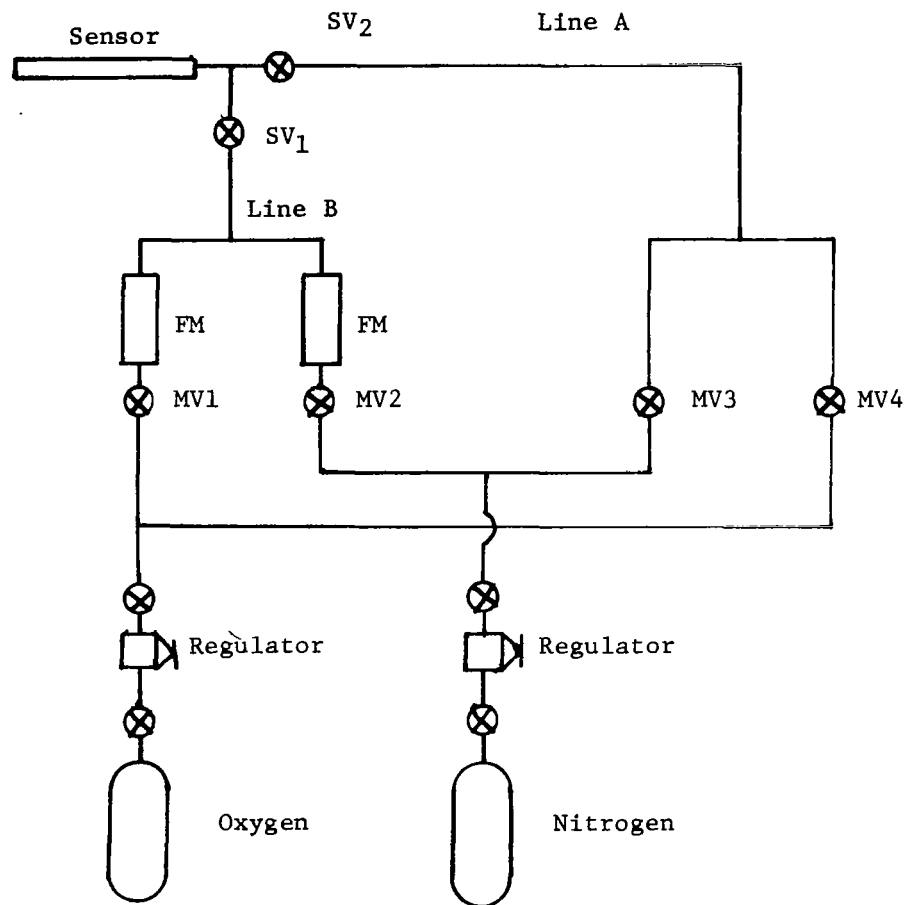 SV2 Line A
Sensor
SV1
Line B
FM FM
MV1 MV2 MV3 MV4
Regulator Regulator
Oxygen Nitrogen